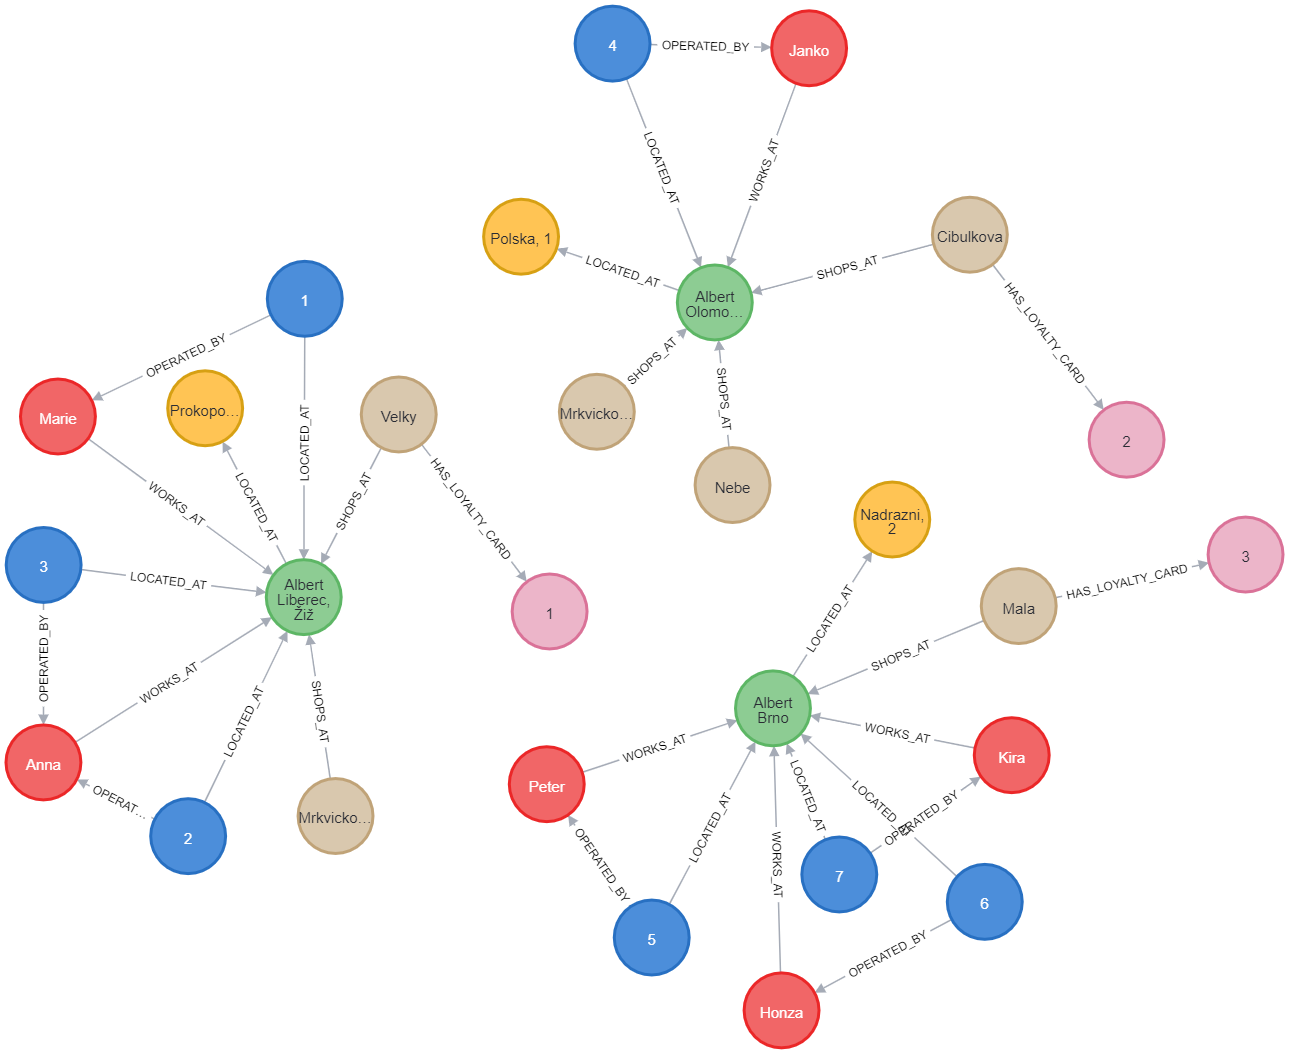 4
OPERATED_BY
Janko
LOCATED_AT
WORKS_AT
Polska, 1
LOCATED_AT
Cibulkova
SHOPS_AT
HAS_LOYALTY_CARD
Albert
Olomo...
SHOPS_AT
SHOPS_AT
Mrkvicko...
Nebe
2
1
OPERATED_BY
Marie
Prokopo...
LOCATED_AT
Velky
WORKS_AT
LOCATED_AT
SHOPS_AT
HAS_LOYALTY_CARD
3
LOCATED_AT
Albert
Liberec,
Žiž
1
OPERATED_BY
WORKS_AT
LOCATED_AT
SHOPS_AT
Anna
OPERAT...
2
Mrkvicko...
Nadrazni,
2
LOCATED_AT
Mala
HAS_LOYALTY_CARD
3
SHOPS_AT
Albert
Brno
WORKS_AT
WORKS_AT
Kira
Peter
LOCATED_AT
LOCATED_AT
LOCATED_AT
OPERATED_BY
OPERATED_BY
WORKS_AT
7
6
5
OPERATED_BY
Honza